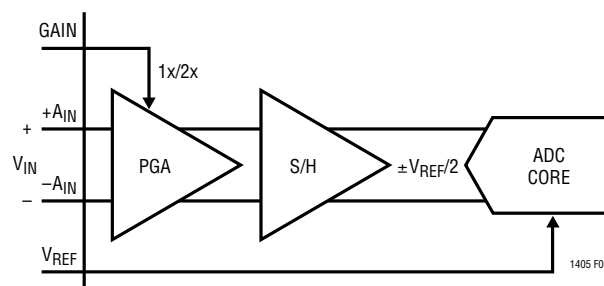 GAIN
1x/2x
+AIN
+
VIN
PGA
S/H
±VREF/2
ADC
CORE
–AIN
–
VREF
1405 F0